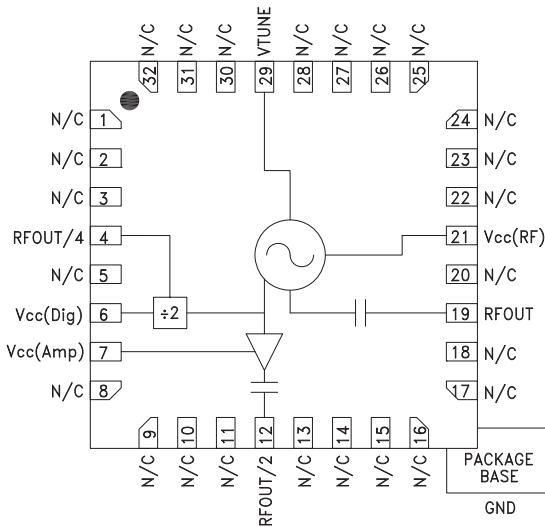 N/C N/C N/C VTUNE N/C N/C N/C N/C
32 31 30 29 28 27 26 25
N/C 1
N/C 2
N/C 3
RFOUT/4 4
N/C 5
Vcc(Dig) 6
Vcc(Amp) 7
N/C 8
÷2
24 N/C
23 N/C
22 N/C
21 Vcc(RF)
20 N/C
19 RFOUT
18 N/C
17 N/C
9 10 11 12 13 14 15 16
N/C N/C N/C RFOUT/2 N/C N/C N/C N/C
PACKAGE
BASE
GND